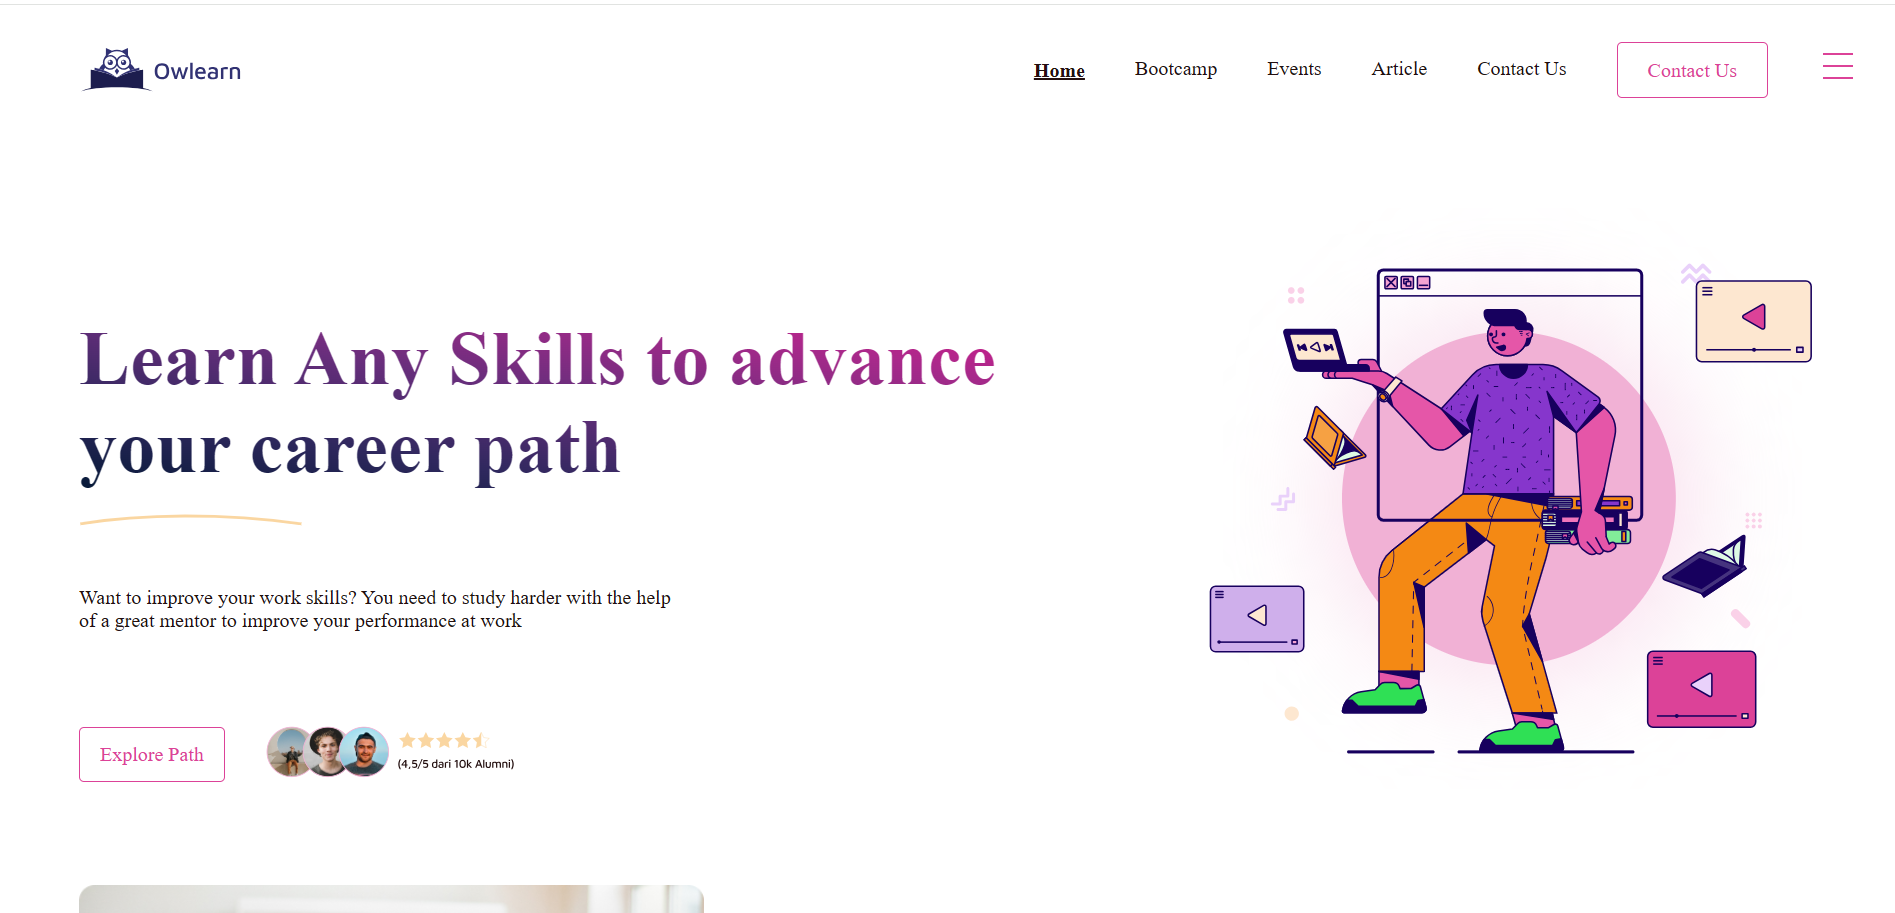 Owlearn
Home
Bootcamp
Events
Article
Contact Us
Contact Us
Learn Any Skills to advance
your career path
Want to improve your work skills? You need to study harder with the help
of a great mentor to improve your performance at work
Explore Path
(4,5/5 dari 10k Alumni)